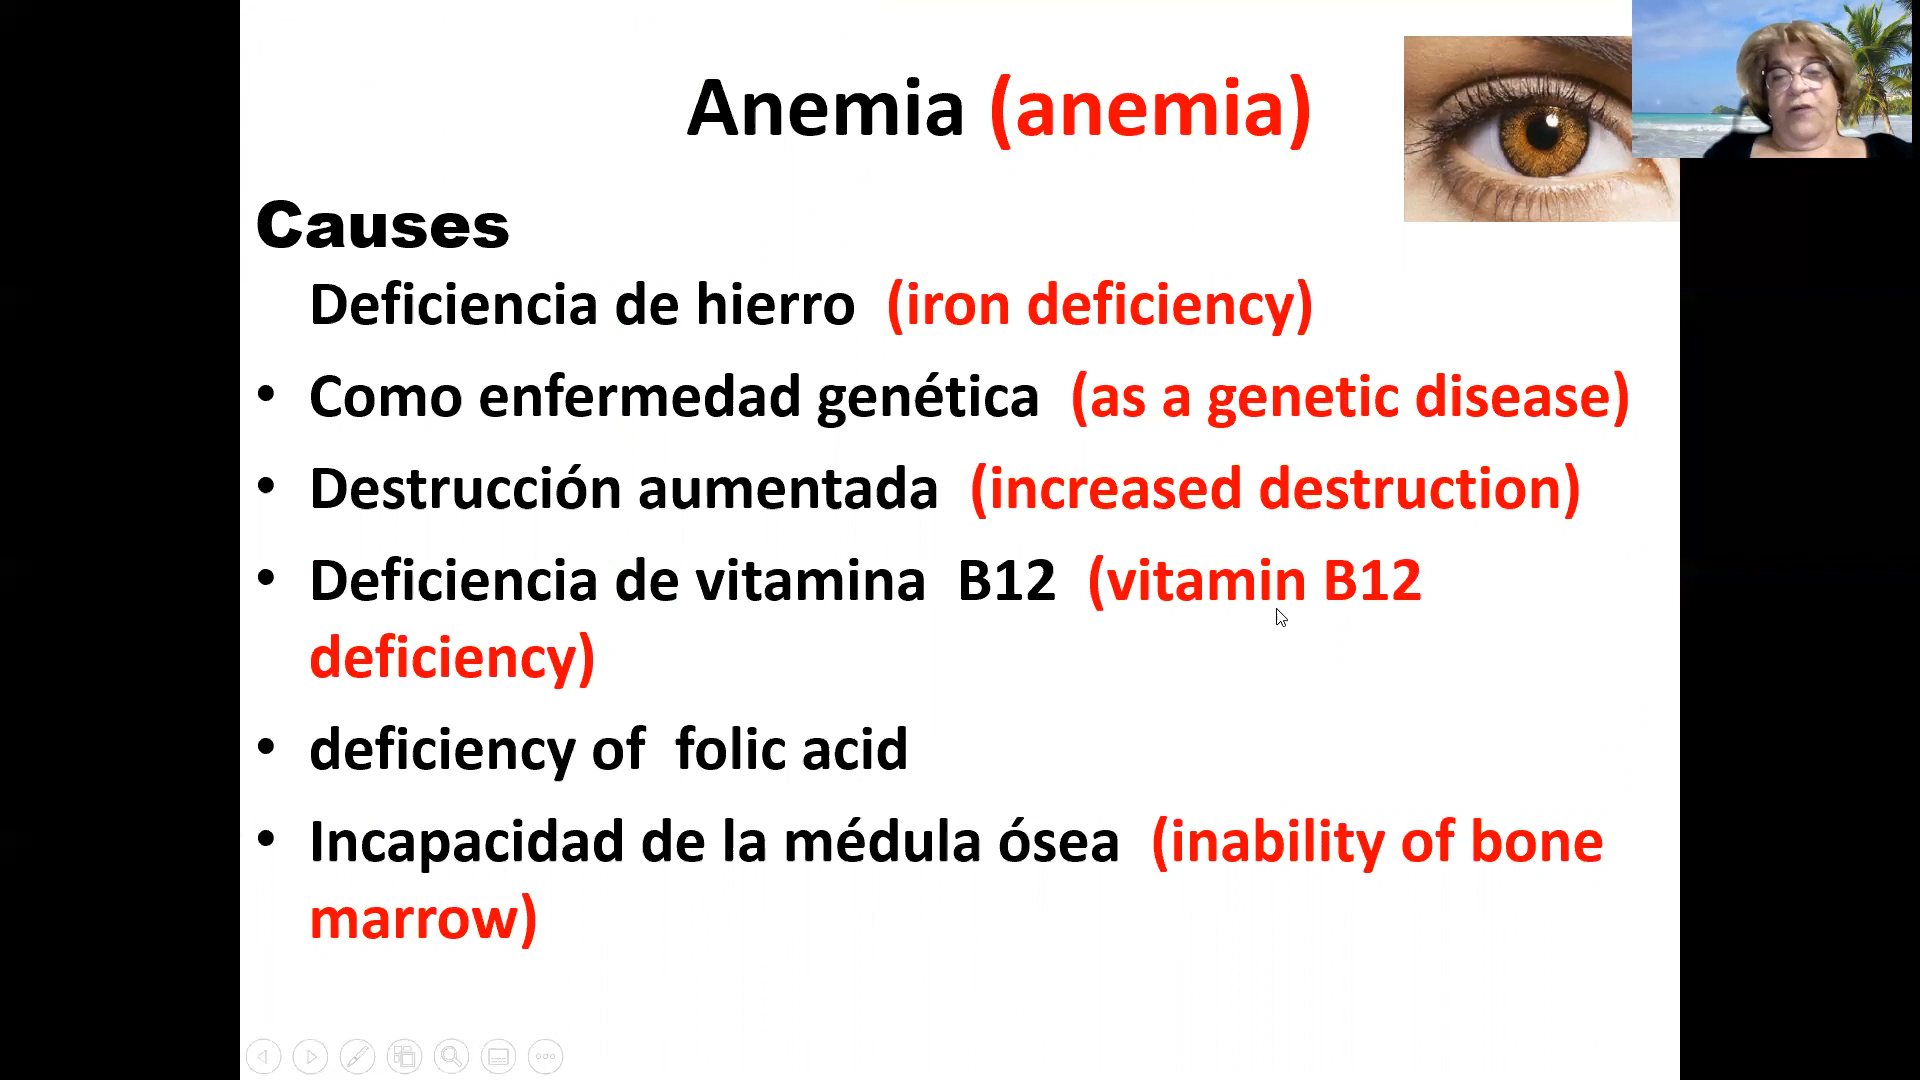 Anemia (anemia)
Causes
Deficiencia de hierro (iron deficiency)
• Como enfermedad genética (as a genetic disease)
• Destrucción aumentada (increased destruction)
• Deficiencia de vitamina B12 (vitamin B12
deficiency)
• deficiency of folic acid
• Incapacidad de la médula ósea (inability of bone
marrow)